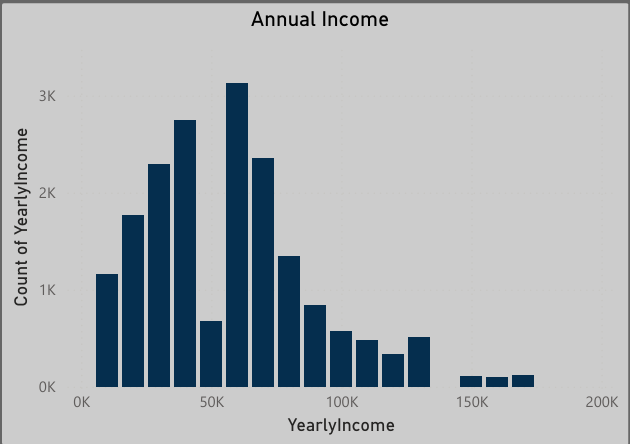 Annual Income
Count of YearlyIncome
3K
2K
1K
0K
0K 50K 100K 150K 200K
YearlyIncome